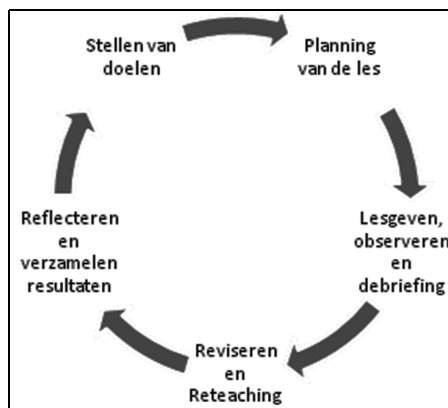 Stellen van
doelen
Planning
van de les
Lesgeven,
observeren
en
debriefing
Reviseren
en
Reteaching
Reflecteren
en
verzamelen
resultaten